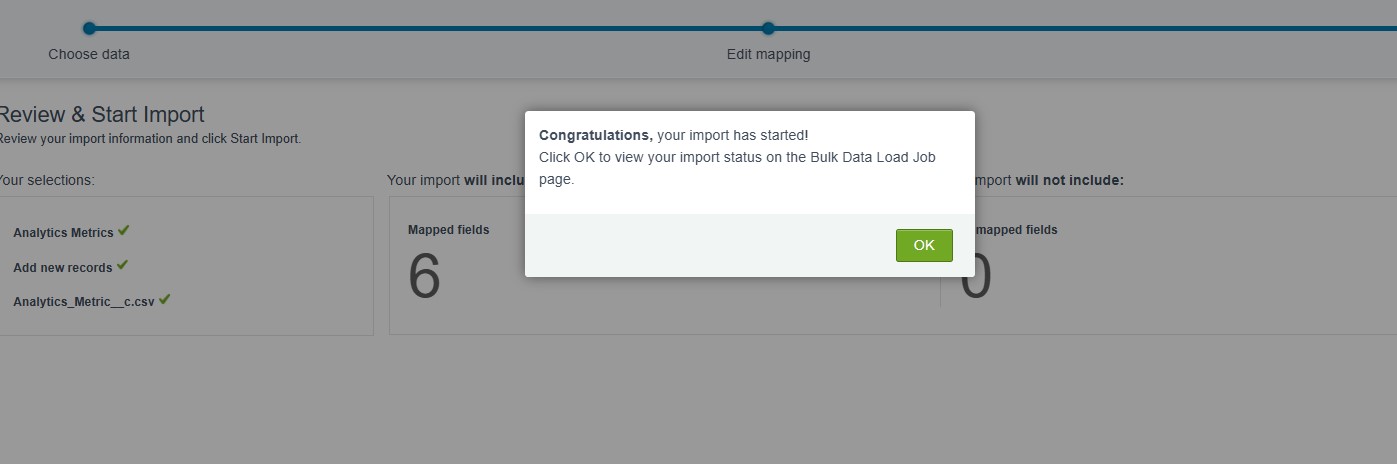 Choose data
Edit mapping
Review & Start Import
Review your import information and click Start Import.
Your selections:
Analytics Metrics
Add new records
Analytics_Metric__c.csv
Your import will inclu
Mapped fields
6
Congratulations, your import has started!
Click OK to view your import status on the Bulk Data Load Job
page.
OK
mport will not include:
mapped fields
0